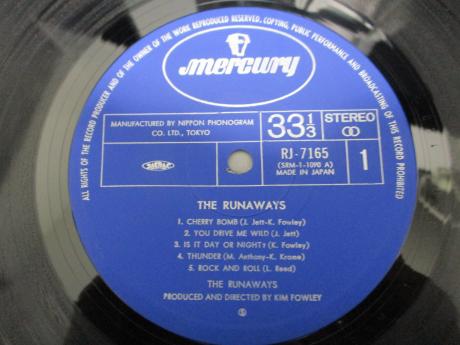 ALL RIGHTS OF THE RECORD PRODUCER AND OF THE OWNER OF THE WORK REPRODUCED RESERVED. COPYING, PUBLIC PERFORMANCE AND BROADCASTING OF THIS RECORD PROHIBITED
mercury
MANUFACTURED BY NIPPON PHONOGRAM
CO. LTD., TOKYO
33 1/3
STEREO
RJ-7165
(SRM-1-1090 A)
MADE IN JAPAN
1
THE RUNAWAYS
1. CHERRY BOMB (J. Jett-K. Fowley)
2. YOU DRIVE ME WILD (J. Jett)
3. IS IT DAY OR NIGHT? (K. Fowley)
4. THUNDER (M. Anthony-K. Krome)
5. ROCK AND ROLL (L. Reed)
THE RUNAWAYS
PRODUCED AND DIRECTED BY KIM FOWLEY